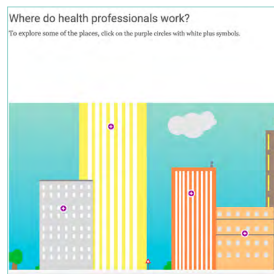 Where do health professionals work?
To explore some of the places, click on the purple circles with white plus symbols.